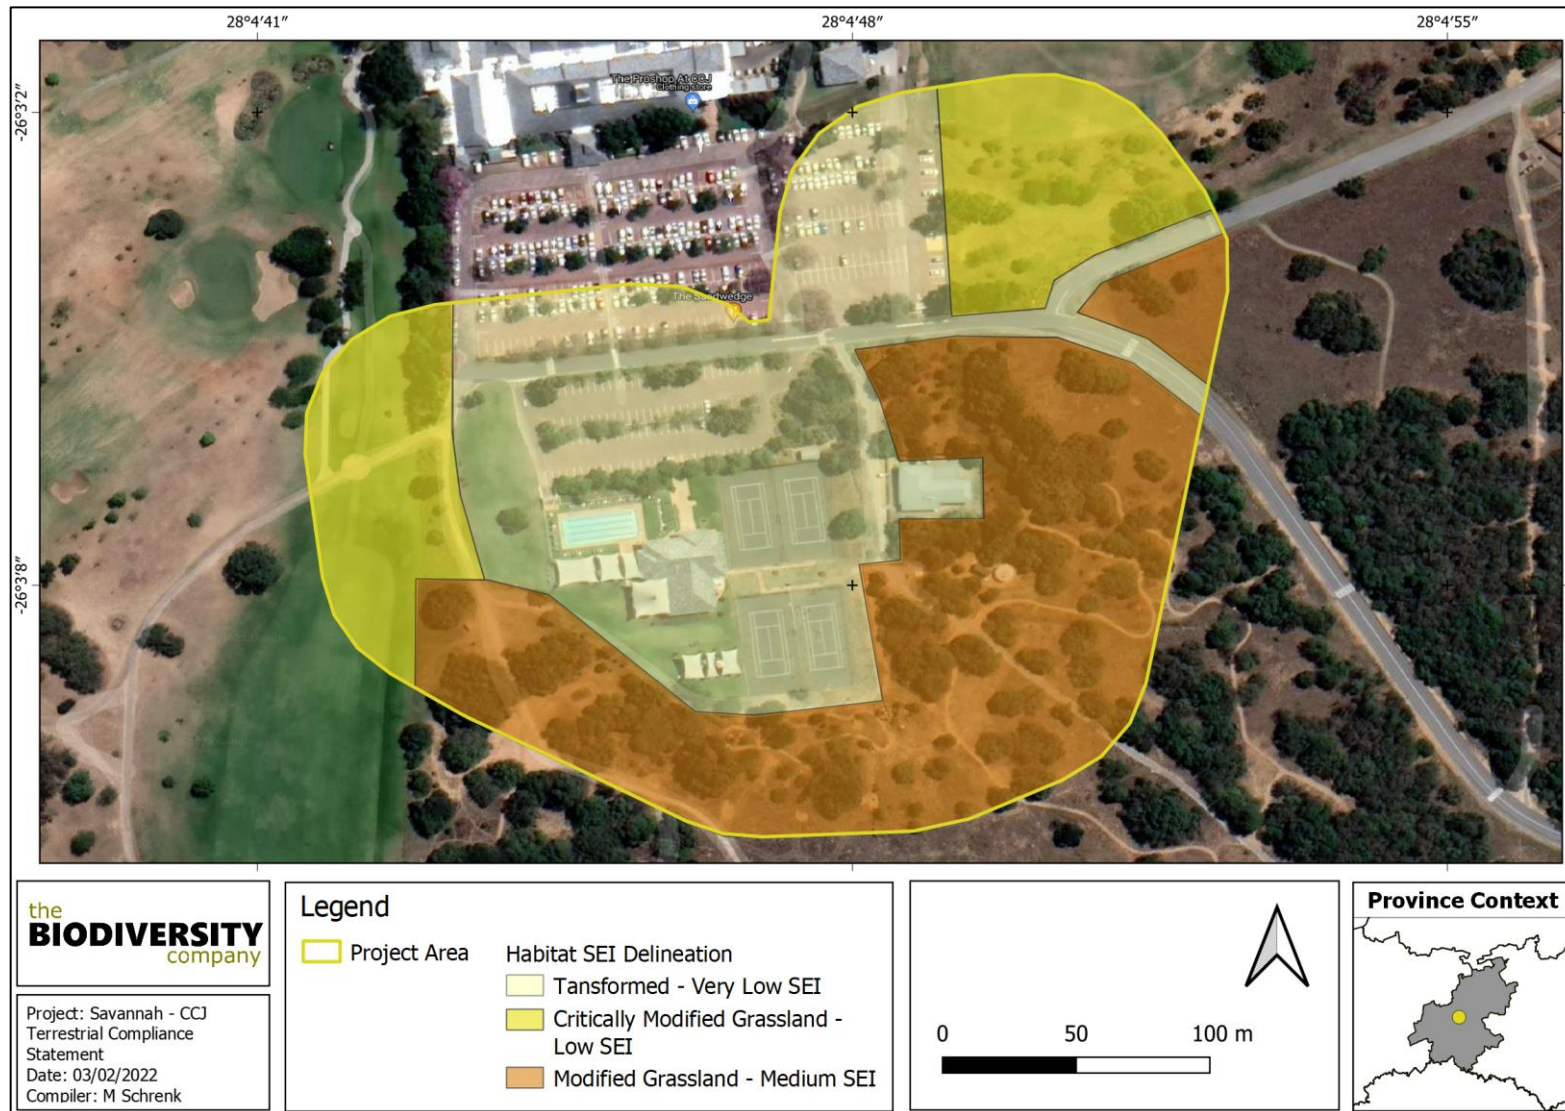 28°4′41″
28°4′48″
28°4′55″
-26°3′2″
-26°3′8″
The Proshop At CCJ
Clothing store
The Sandwedge
the
BIODIVERSITY
company
Project: Savannah - CCJ
Terrestrial Compliance
Statement
Date: 03/02/2022
Compiler: M Schrenk
Legend
Project Area
Habitat SEI Delineation
Tansformed - Very Low SEI
Critically Modified Grassland -
Low SEI
Modified Grassland - Medium SEI
0 50 100 m
Province Context